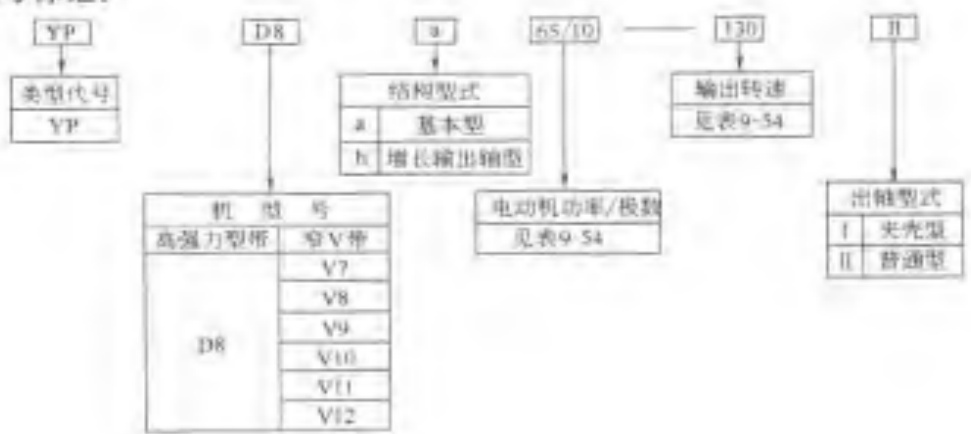 YP D8 a 65/10 — 130 II
类型代号
YP
结构型式
a 基本型
h 增长输出轴型
输出转速
见表9-54
机型号
高强力型带 窄V带
D8
V7
V8
V9
V10
V11
V12
电动机功率/极数
见表9-54
出轴型式
I 夹壳型
II 普通型